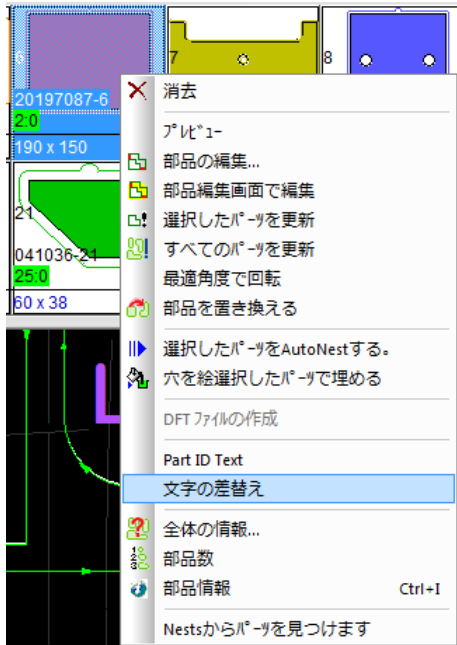 6
7
8
20197087-6
2:0
190 x 150
21
041036-21
25:0
60 x 38
消去
ﾌﾟﾚﾋﾞｭｰ
部品の編集...
部品編集画面で編集
選択したﾊﾟｰﾂを更新
すべてのﾊﾟｰﾂを更新
最適角度で回転
部品を置き換える
選択したﾊﾟｰﾂをAutoNestする。
穴を絵選択したﾊﾟｰﾂで埋める
DFTﾌｧｲﾙの作成
Part ID Text
文字の差替え
全体の情報...
部品数
部品情報 Ctrl+I
Nestsからﾊﾟｰﾂを見つけます